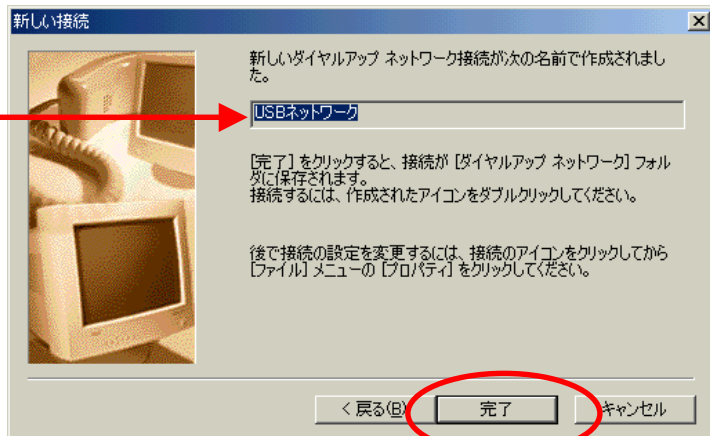 新しい接続
新しいダイヤルアップ ネットワーク接続が次の名前で作成されまし
た。
USBネットワーク
[完了] をクリックすると、接続が [ダイヤルアップ ネットワーク] フォル
ダに保存されます。
接続するには、作成されたアイコンをダブルクリックしてください。
後で接続の設定を変更するには、接続のアイコンをクリックしてから
[ファイル] メニューの [プロパティ] をクリックしてください。
< 戻る(B)
完了
キャンセル